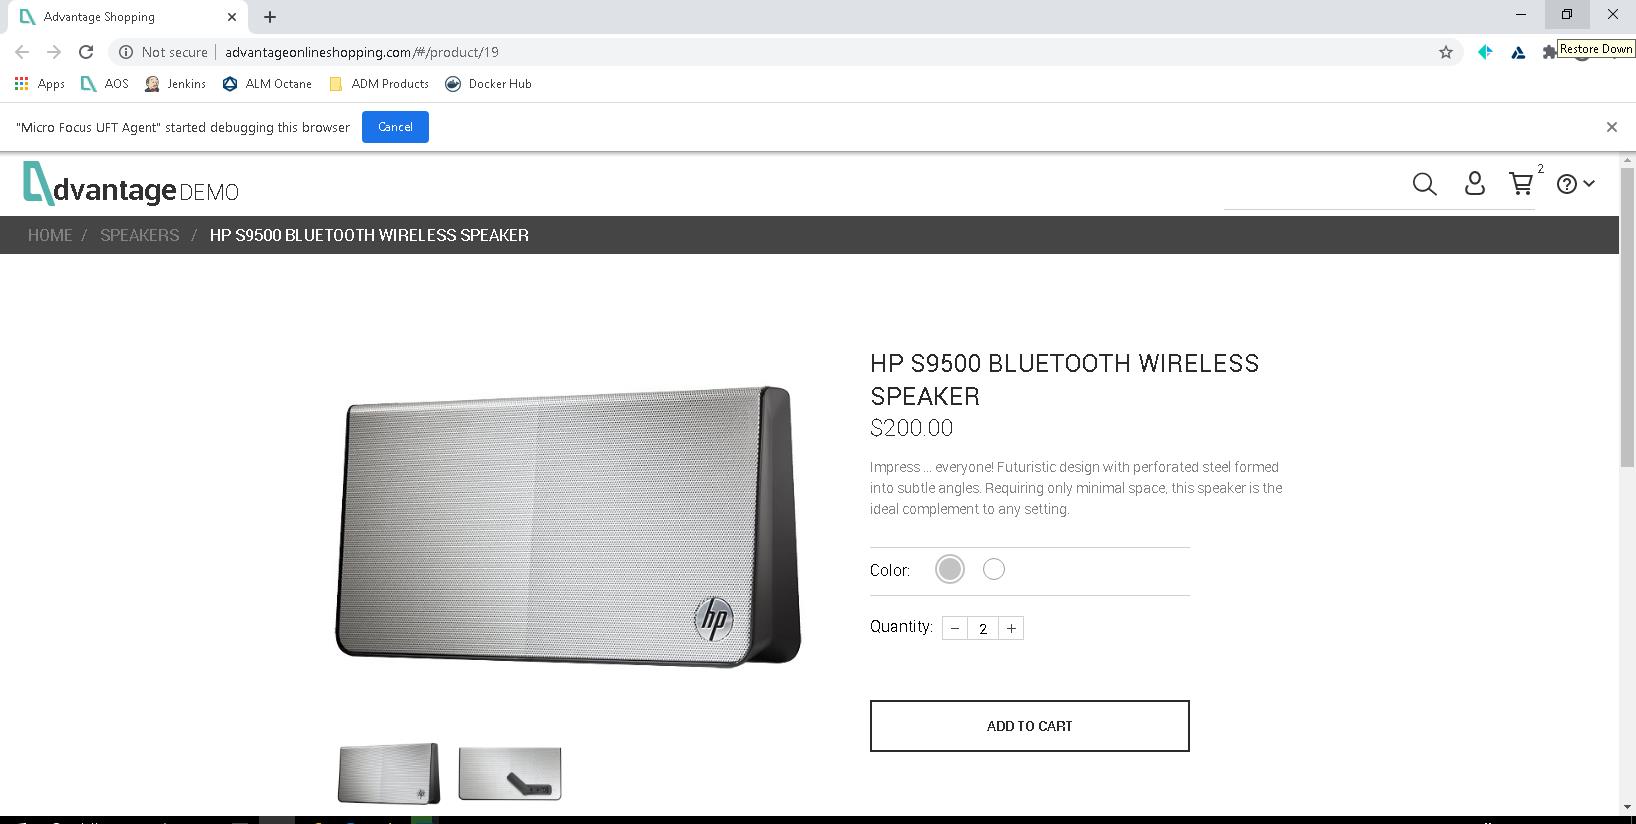 Advantage Shopping
Restore Down
Not secure
advantageonlineshopping.com/#/product/19
Apps
AOS
Jenkins
ALM Octane
ADM Products
Docker Hub
"Micro Focus UFT Agent" started debugging this browser
Cancel
dvantage DEMO
2
HOME / SPEAKERS / HP S9500 BLUETOOTH WIRELESS SPEAKER
HP S9500 BLUETOOTH WIRELESS
SPEAKER
$200.00
Impress ... everyone! Futuristic design with perforated steel formed
into subtle angles. Requiring only minimal space, this speaker is the
ideal complement to any setting.
Color:
Quantity:
− 2 +
hp
ADD TO CART